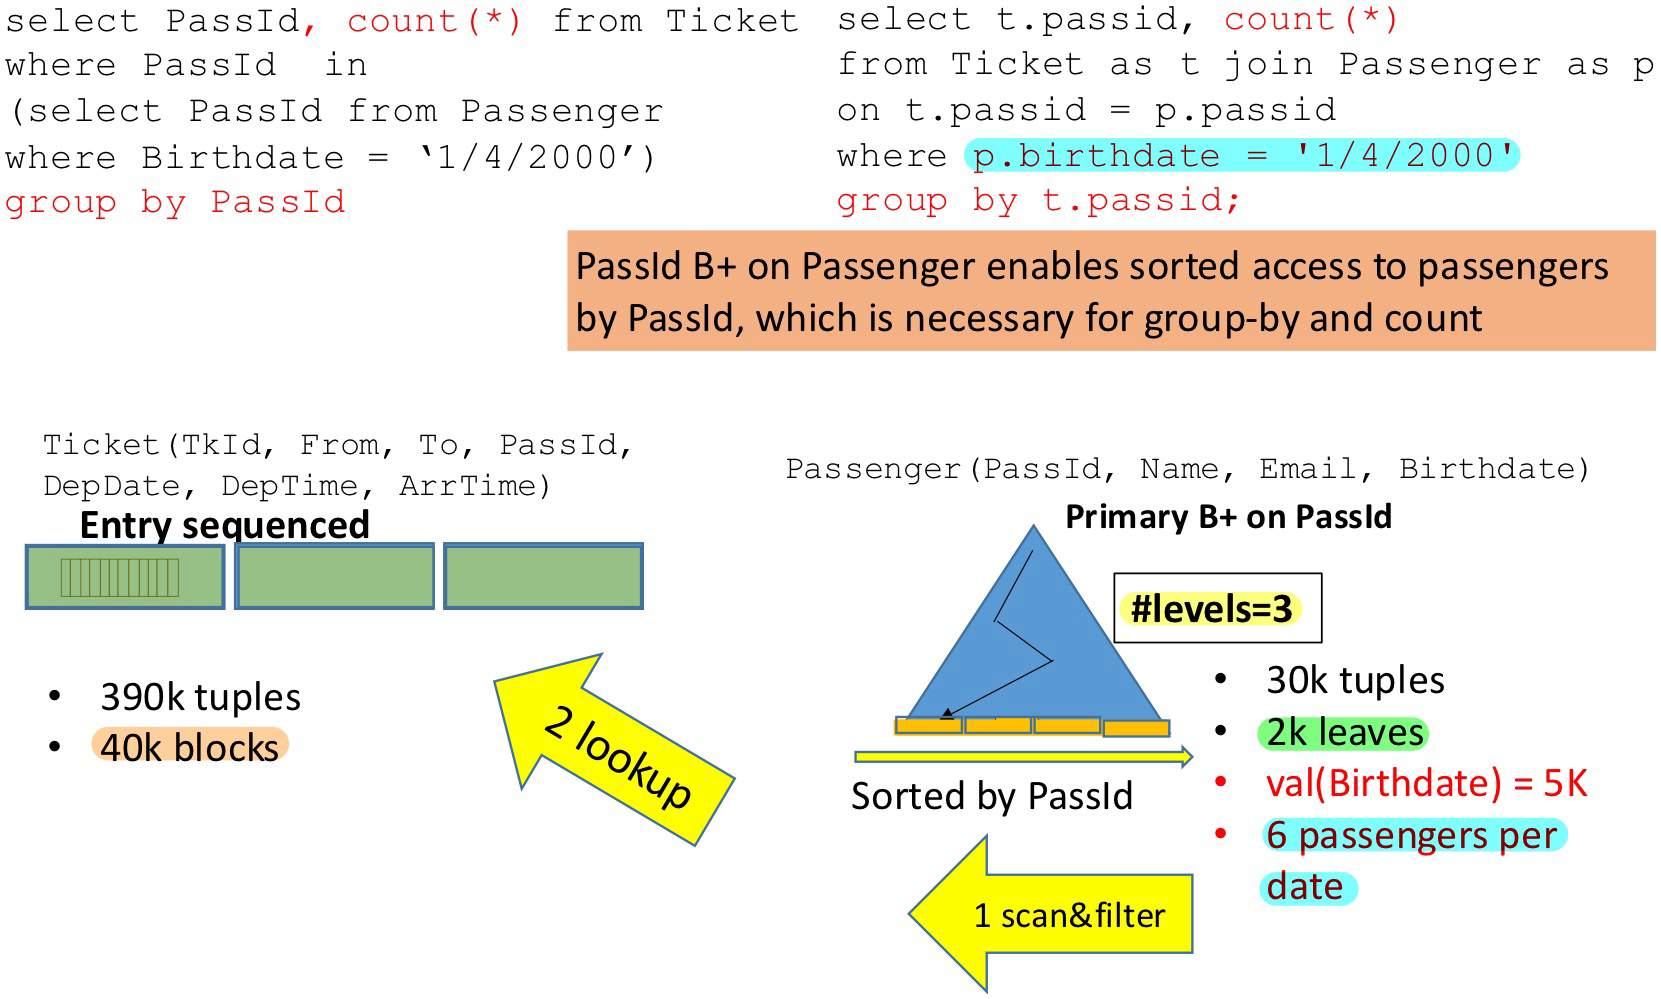 select PassId, count(*) from Ticket
where PassId  in
(select PassId from Passenger
where Birthdate = ‘1/4/2000’)
group by PassId
select t.passid, count(*)
from Ticket as t join Passenger as p
on t.passid = p.passid
where p.birthdate = '1/4/2000'
group by t.passid;
PassId B+ on Passenger enables sorted access to passengers
by PassId, which is necessary for group-by and count
Ticket(TkId, From, To, PassId,
DepDate, DepTime, ArrTime)
Entry sequenced
• 390k tuples
• 40k blocks
2 lookup
Passenger(PassId, Name, Email, Birthdate)
Primary B+ on PassId
#levels=3
Sorted by PassId
1 scan&filter
• 30k tuples
• 2k leaves
• val(Birthdate) = 5K
• 6 passengers per
date